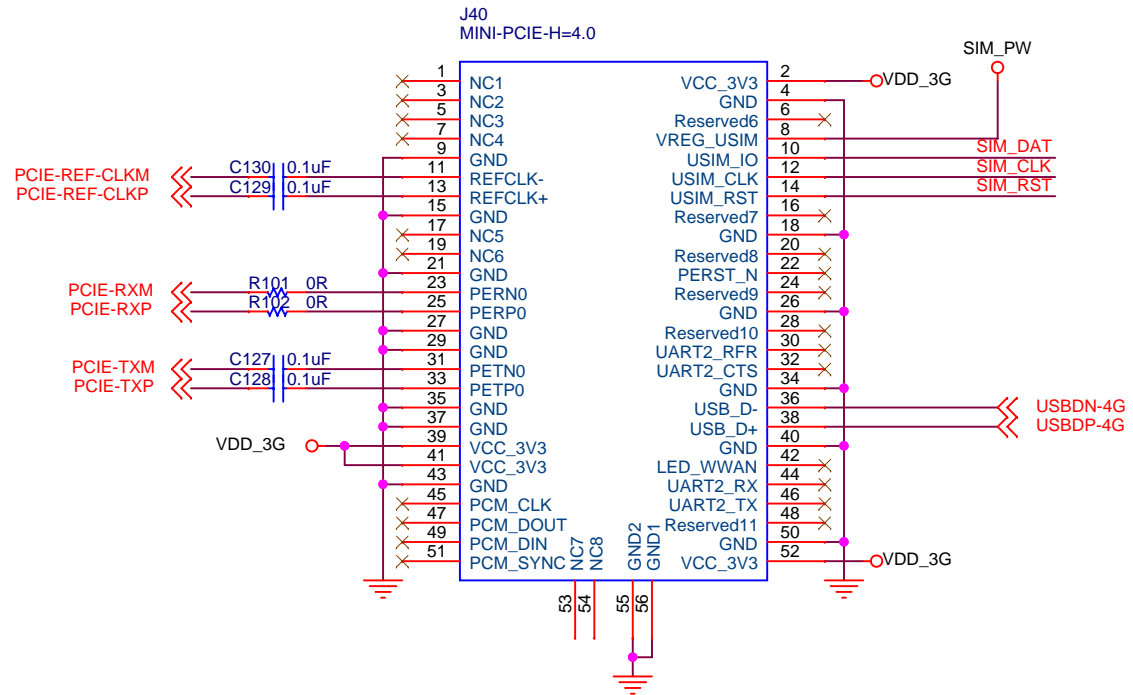 J40
MINI-PCIE-H=4.0
SIM_PW
1 NC1 VCC_3V3 2 VDD_3G
3 NC2 GND 4
5 NC3 Reserved6 6
7 NC4 VREG_USIM 8
9 GND USIM_IO 10 SIM_DAT
PCIE-REF-CLKM C130 0.1uF 11 REFCLK- USIM_CLK 12 SIM_CLK
PCIE-REF-CLKP C129 0.1uF 13 REFCLK+ USIM_RST 14 SIM_RST
15 GND Reserved7 16
17 NC5 GND 18
19 NC6 Reserved8 20
21 GND PERST_N 22
PCIE-RXM R101 0R 23 PERN0 Reserved9 24
PCIE-RXP R102 0R 25 PERP0 GND 26
27 GND Reserved10 28
29 GND UART2_RFR 30
PCIE-TXM C127 0.1uF 31 PETN0 UART2_CTS 32
PCIE-TXP C128 0.1uF 33 PETP0 GND 34
35 GND USB_D- 36 USBDN-4G
37 GND USB_D+ 38 USBDP-4G
VDD_3G 39 VCC_3V3 GND 40
41 VCC_3V3 LED_WWAN 42
43 GND UART2_RX 44
45 PCM_CLK UART2_TX 46
47 PCM_DOUT Reserved11 48
49 PCM_DIN GND 50
51 PCM_SYNC NC7 NC8 GND2 GND1 VCC_3V3 52 VDD_3G
53 54 55 56